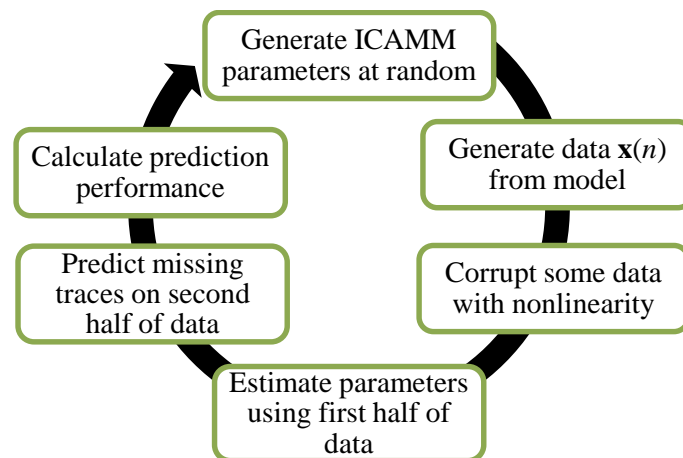 Generate ICAMM
parameters at random
Generate data x(n)
from model
Corrupt some data
with nonlinearity
Estimate parameters
using first half of
data
Predict missing
traces on second
half of data
Calculate prediction
performance